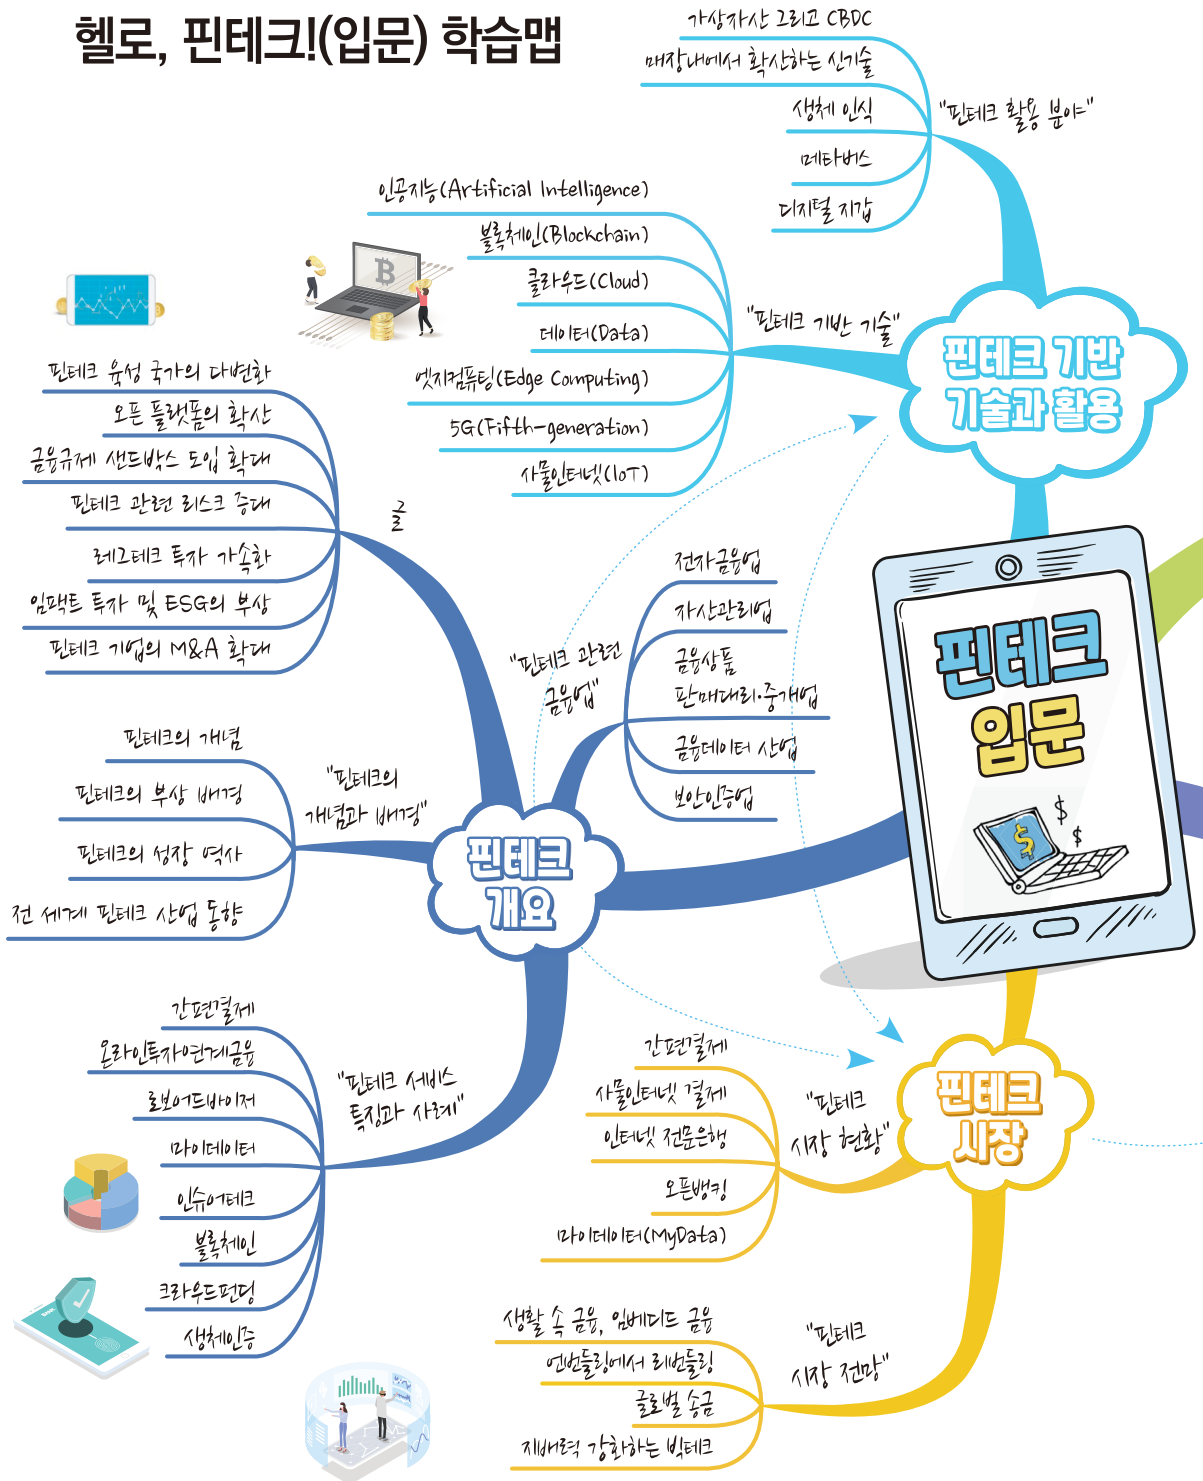 헬로, 핀테크!(입문) 학습맵
가상자산 그리고 CBDC
매장내에서 확산하는 신기술
생체 인식
메타버스
디지털 지갑
"핀테크 활용 분야"
인공지능(Artificial Intelligence)
블록체인(Blockchain)
클라우드(Cloud)
데이터(Data)
엣지컴퓨팅(Edge Computing)
5G(Fifth-generation)
사물인터넷(IoT)
"핀테크 기반 기술"
핀테크 기반
기술과 활용
핀테크 육성 국가의 다변화
오픈 플랫폼의 확산
금융규제 샌드박스 도입 확대
핀테크 관련 리스크 증대
레그테크 투자 가속화
임팩트 투자 및 ESG의 부상
핀테크 기업의 M&A 확대
글
전자금융업
자산관리업
금융상품
판매대리·중개업
금융데이터 산업
보안인증업
"핀테크 관련
금융업"
핀테크
입문
핀테크의 개념
핀테크의 부상 배경
핀테크의 성장 역사
전 세계 핀테크 산업 동향
"핀테크의
개념과 배경"
핀테크
개요
간편결제
온라인투자연계금융
로보어드바이저
마이데이터
인슈어테크
블록체인
크라우드펀딩
생체인증
"핀테크 서비스
특징과 사례"
간편결제
사물인터넷 결제
인터넷 전문은행
오픈뱅킹
마이데이터(MyData)
"핀테크
시장 현황"
핀테크
시장
생활 속 금융, 임베디드 금융
언번들링에서 리번들링
글로벌 송금
지배력 강화하는 빅테크
"핀테크
시장 전망"